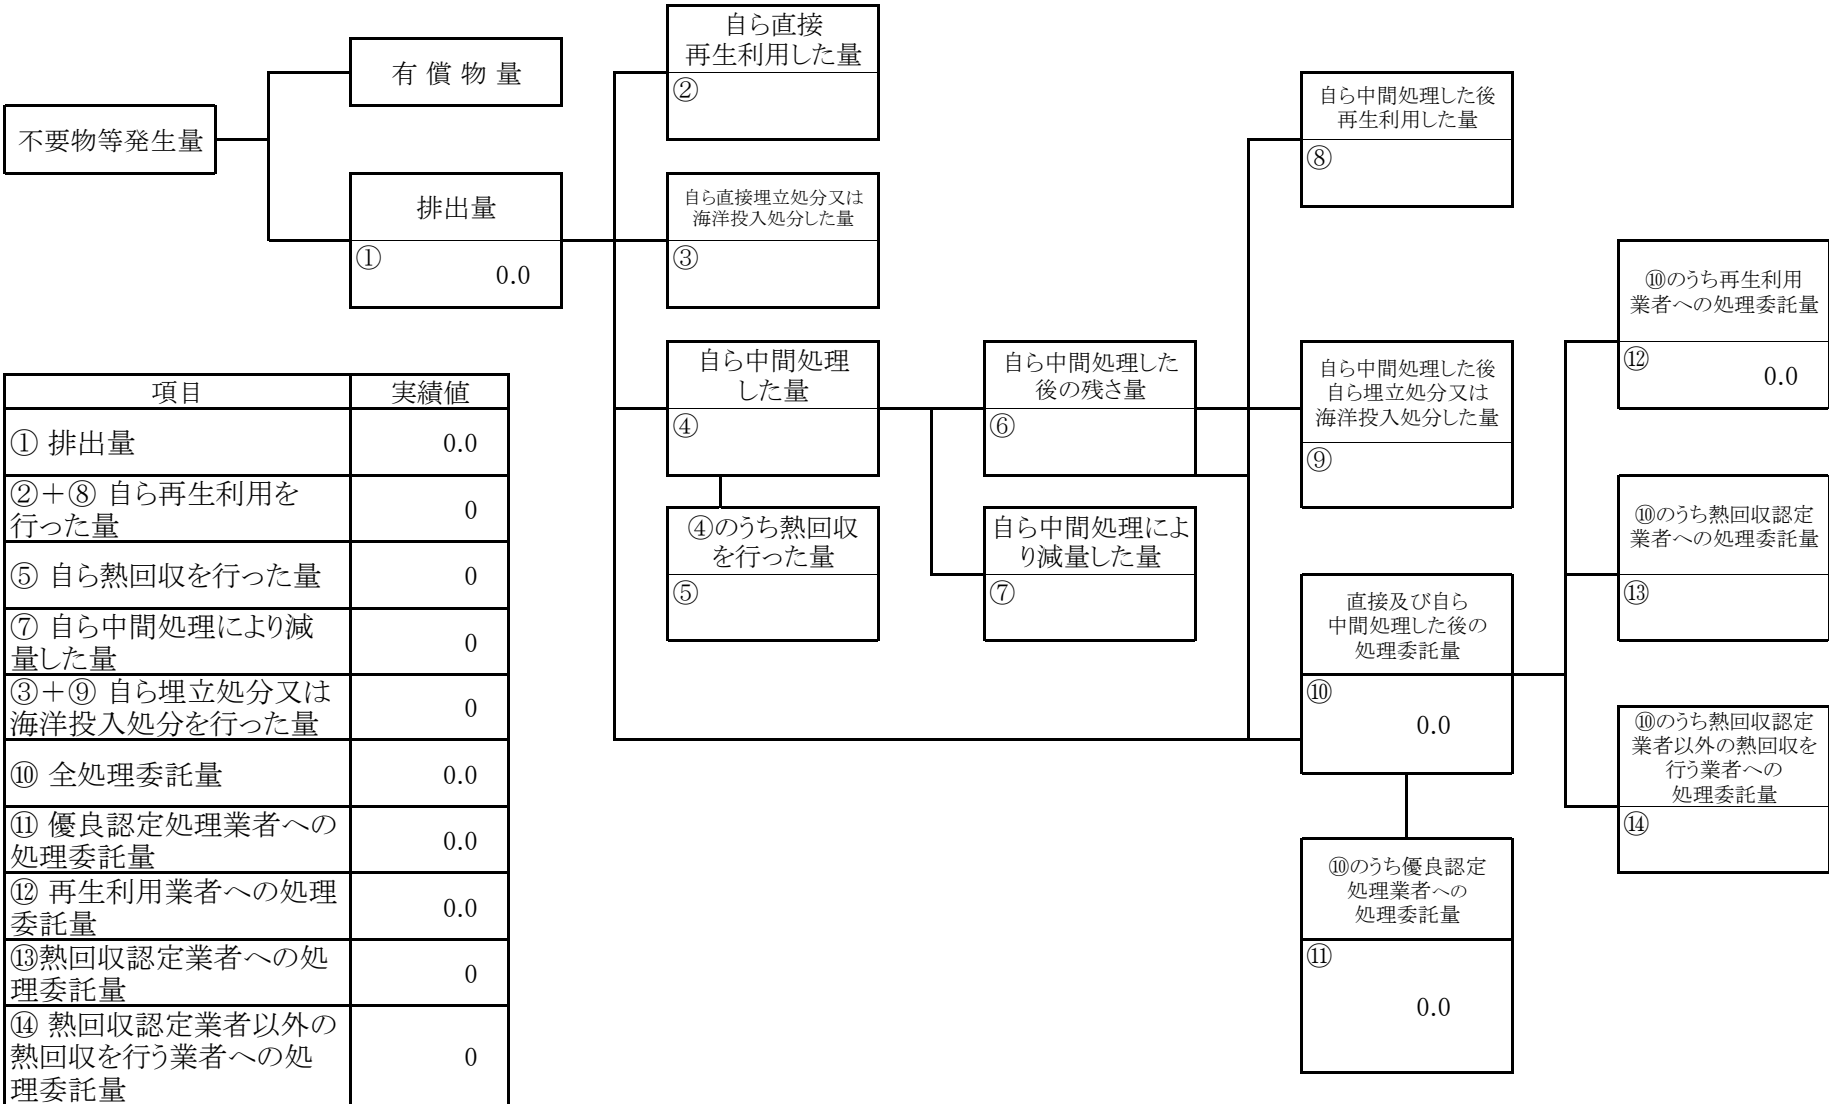 不要物等発生量
有 償 物 量
排出量
①
0.0
自ら直接
再生利用した量
②
自ら直接埋立処分又は
海洋投入処分した量
③
自ら中間処理
した量
④
④のうち熱回収
を行った量
⑤
自ら中間処理した
後の残さ量
⑥
自ら中間処理によ
り減量した量
⑦
自ら中間処理した後
再生利用した量
⑧
自ら中間処理した後
自ら埋立処分又は
海洋投入処分した量
⑨
直接及び自ら
中間処理した後の
処理委託量
⑩
0.0
⑩のうち優良認定
処理業者への
処理委託量
⑪
0.0
⑩のうち再生利用
業者への処理委託量
⑫
0.0
⑩のうち熱回収認定
業者への処理委託量
⑬
⑩のうち熱回収認定
業者以外の熱回収を
行う業者への
処理委託量
⑭
項目 実績値
① 排出量 0.0
②＋⑧ 自ら再生利用を
行った量 0
⑤ 自ら熱回収を行った量 0
⑦ 自ら中間処理により減
量した量 0
③＋⑨ 自ら埋立処分又は
海洋投入処分を行った量 0
⑩ 全処理委託量 0.0
⑪ 優良認定処理業者への
処理委託量 0.0
⑫ 再生利用業者への処理
委託量 0.0
⑬熱回収認定業者への処
理委託量 0
⑭ 熱回収認定業者以外の
熱回収を行う業者への処
理委託量 0